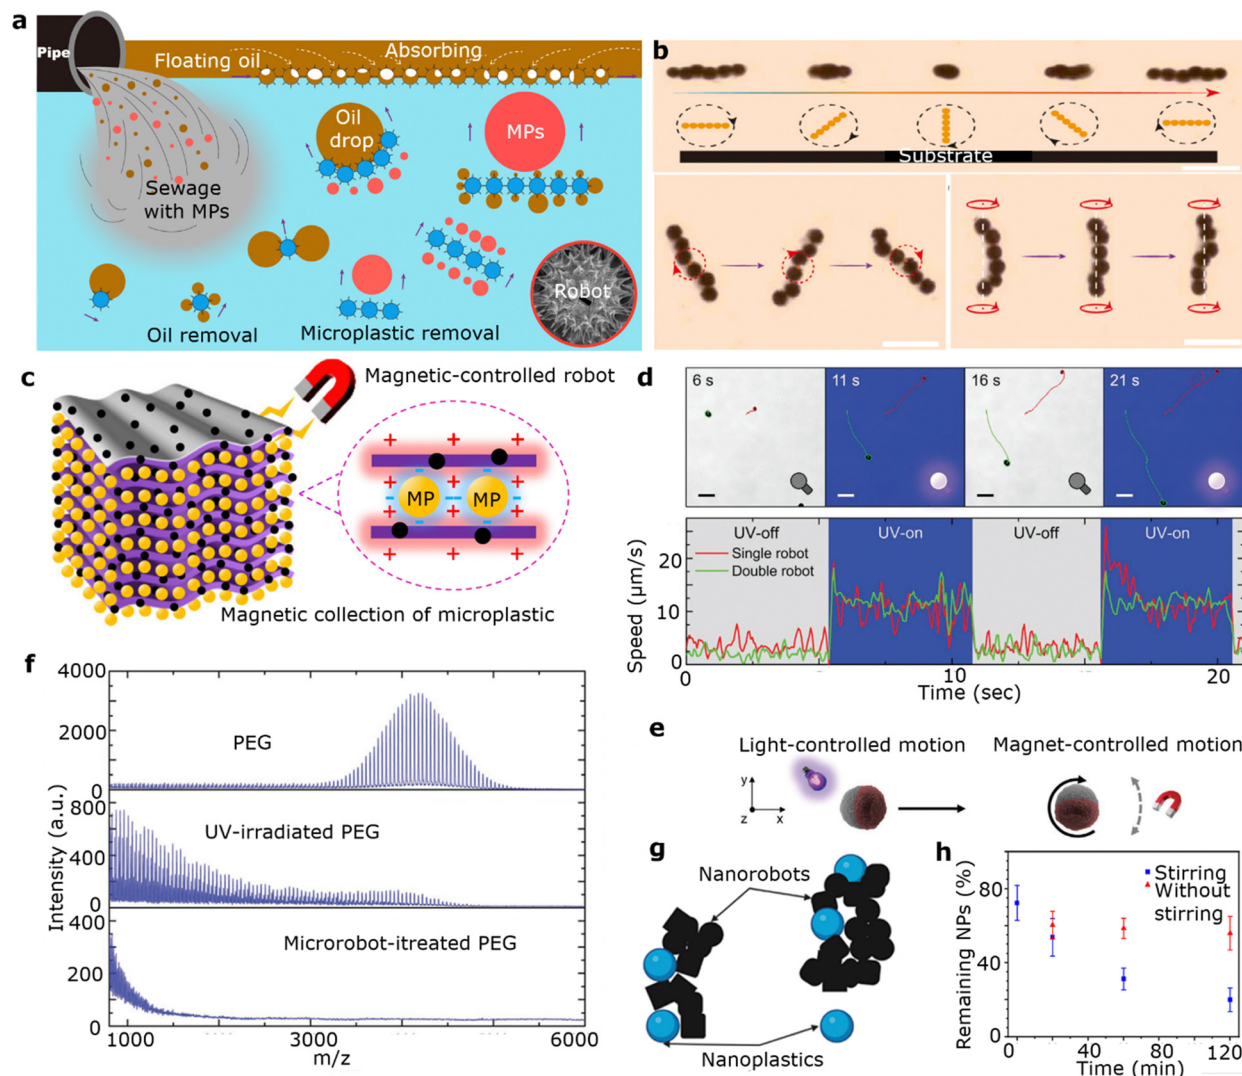 a
Pipe
Floating oil
Absorbing
Oil
drop
MPs
Sewage
with MPs
Robot
Oil removal
Microplastic removal
b
Substrate
c
Magnetic-controlled robot
+ + +
MP MP
+ + +
Magnetic collection of microplastic
d
6 s
11 s
16 s
21 s
UV-off
UV-on
UV-off
UV-on
Single robot
Double robot
Speed (µm/s)
25
20
10
0
0
10
20
Time (sec)
e
Light-controlled motion
Magnet-controlled motion
y
z
x
f
4000
2000
0
800
400
0
400
200
0
PEG
UV-irradiated PEG
Microrobot-itreated PEG
Intensity (a.u.)
1000
3000
6000
m/z
g
Nanorobots
Nanoplastics
h
Stirring
Without
stirring
Remaining NPs (%)
80
40
0
0
40
80
120
Time (min)